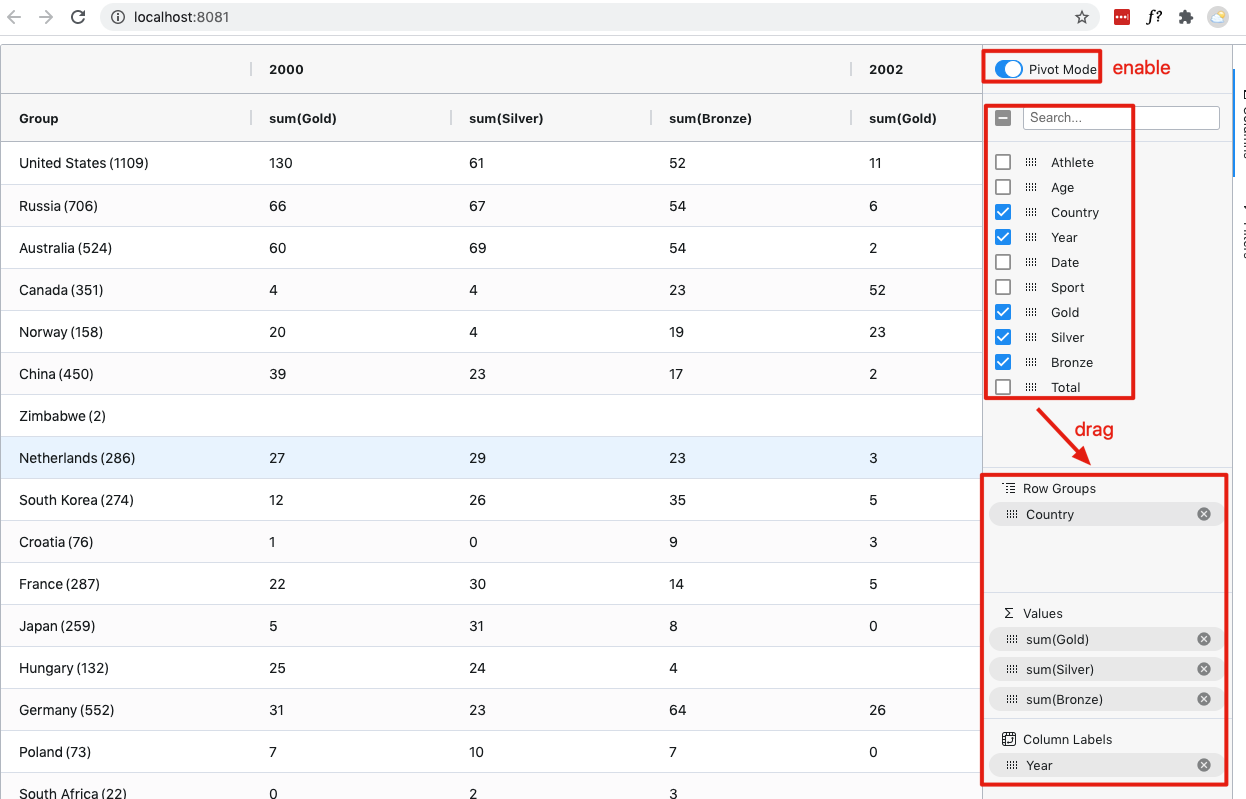 localhost:8081
f?
2000 2002 Pivot Mode enable
Group sum(Gold) sum(Silver) sum(Bronze) sum(Gold) Search...
United States (1109) 130 61 52 11 Athlete
Age
Russia (706) 66 67 54 6 Country
Year
Australia (524) 60 69 54 2
Date
Canada (351) 4 4 23 52 Sport
Gold
Norway (158) 20 4 19 23 Silver
Bronze
China (450) 39 23 17 2
Total
Zimbabwe (2)
drag
Netherlands (286) 27 29 23 3
Row Groups
South Korea (274) 12 26 35 5
Country
Croatia (76) 1 0 9 3
France (287) 22 30 14 5
Values
Japan (259) 5 31 8 0
sum(Gold)
Hungary (132) 25 24 4
sum(Silver)
sum(Bronze)
Germany (552) 31 23 64 26
Column Labels
Poland (73) 7 10 7 0
Year
South Africa (22) 0 2 3